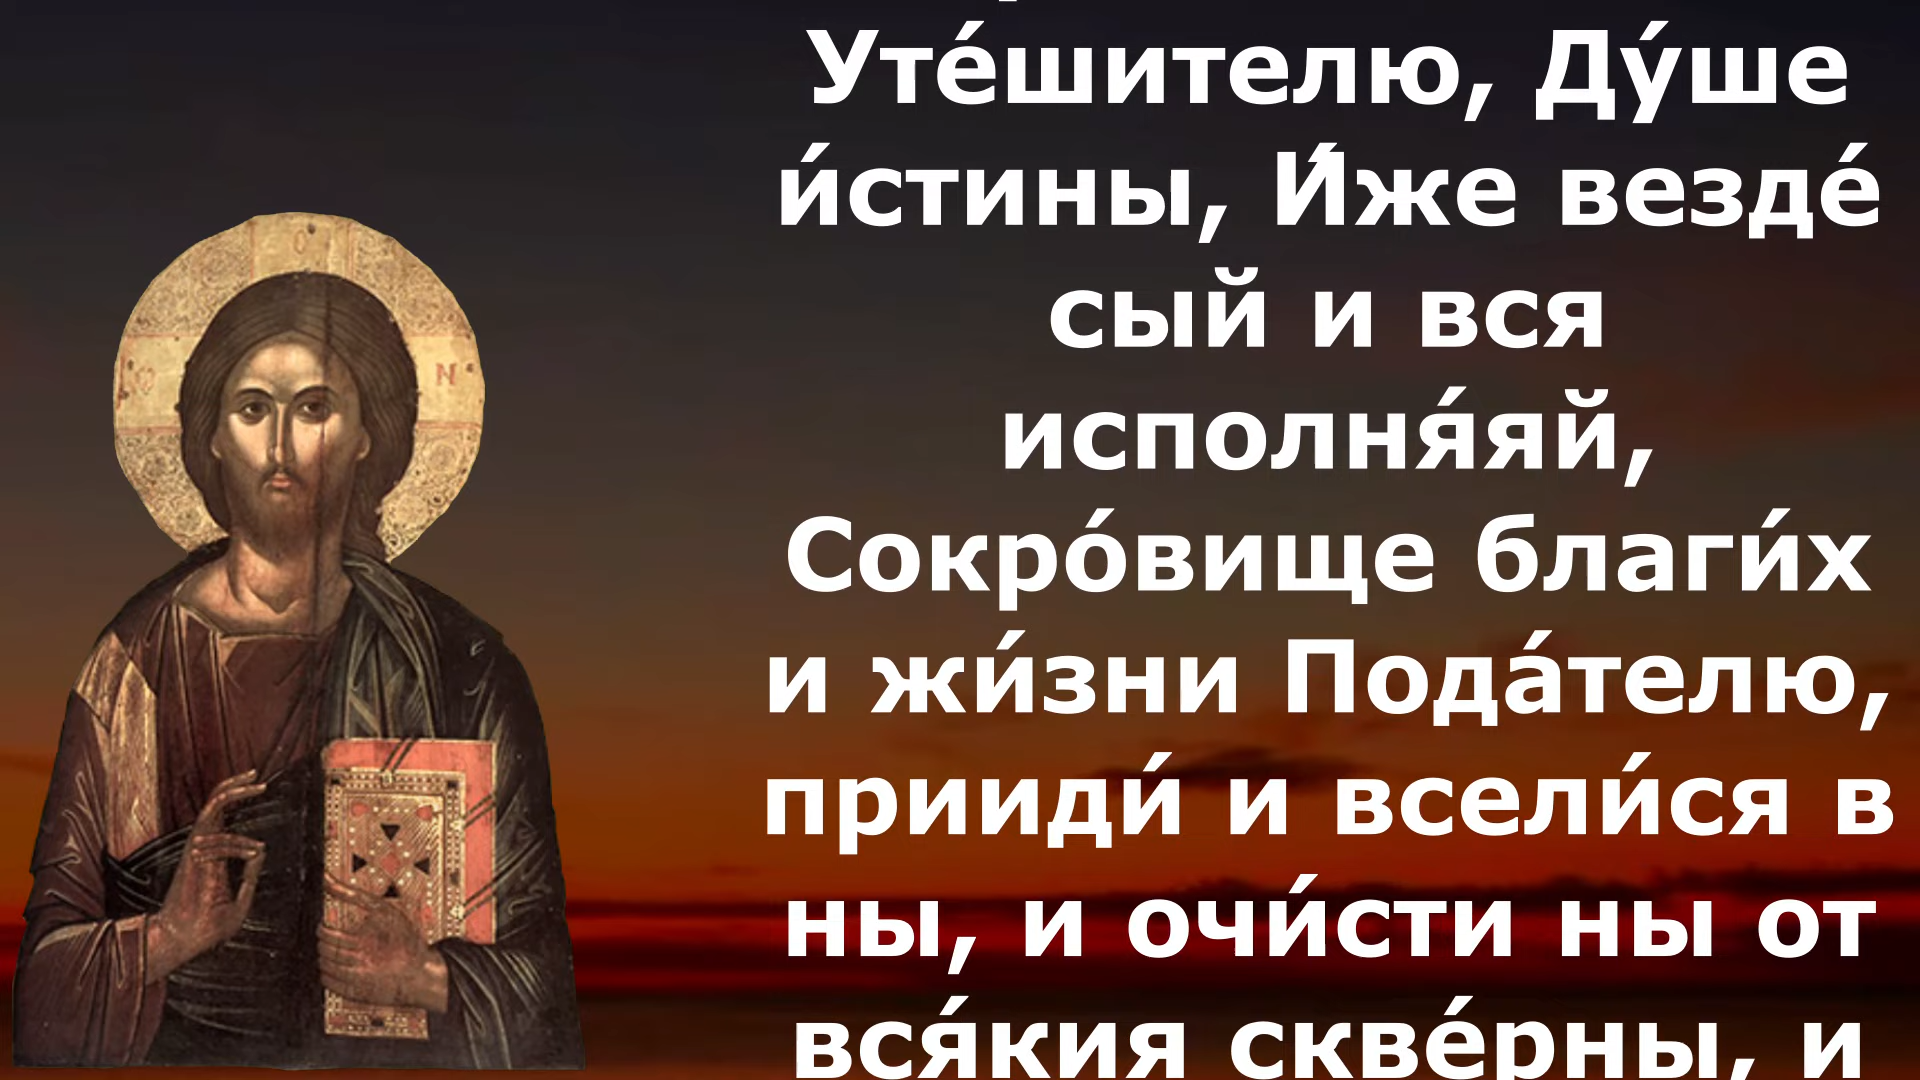 Уте́шителю, Ду́ше
и́стины, И́же везде́
сый и вся
исполня́яй,
Сокро́вище благи́х
и жи́зни Пода́телю,
прииди́ и всели́ся в
ны, и очи́сти ны от
вся́кия скве́рны, и